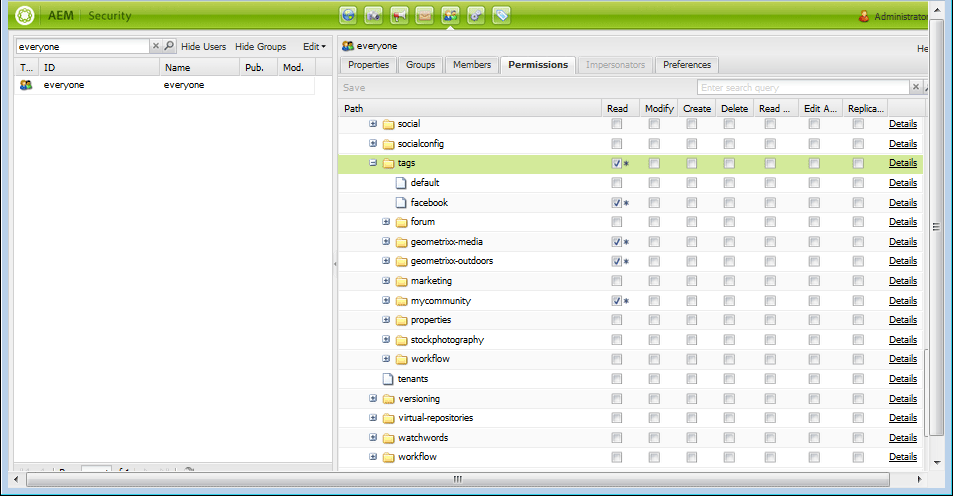 AEM Security Administrator
everyone Hide Users Hide Groups Edit
T... ID Name Pub. Mod.
everyone everyone
everyone
Properties Groups Members Permissions Impersonators Preferences
Save Enter search query
Path Read Modify Create Delete Read ... Edit A... Replica...
social Details
socialconfig Details
tags * Details
default Details
facebook * Details
forum Details
geometrixx-media * Details
geometrixx-outdoors * Details
marketing Details
mycommunity * Details
properties Details
stockphotography Details
workflow Details
tenants Details
versioning Details
virtual-repositories Details
watchwords Details
workflow Details